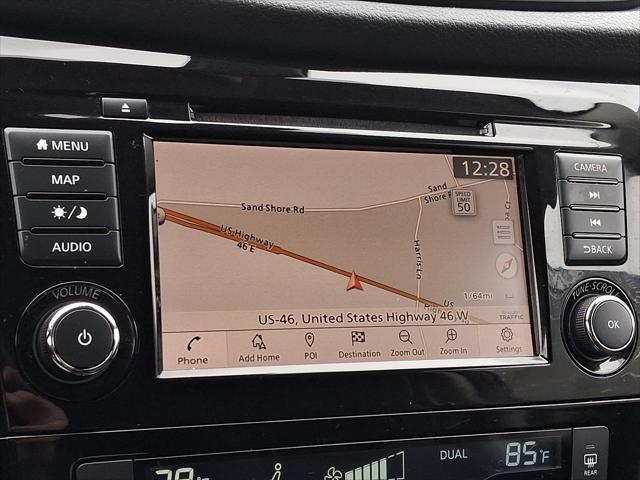 MENU
MAP
AUDIO
VOLUME
12:28
Sand Shore Rd
Sand
Shore
SPEED
LIMIT
50
US Highway
46 E
Harris Ln
US
1/64mi
US-46, United States Highway 46 W
TRAFFIC
Phone
Add Home
POI
Destination
Zoom Out
Zoom In
Settings
CAMERA
BACK
TUNE·SCROLL
OK
DUAL
85°F
REAR